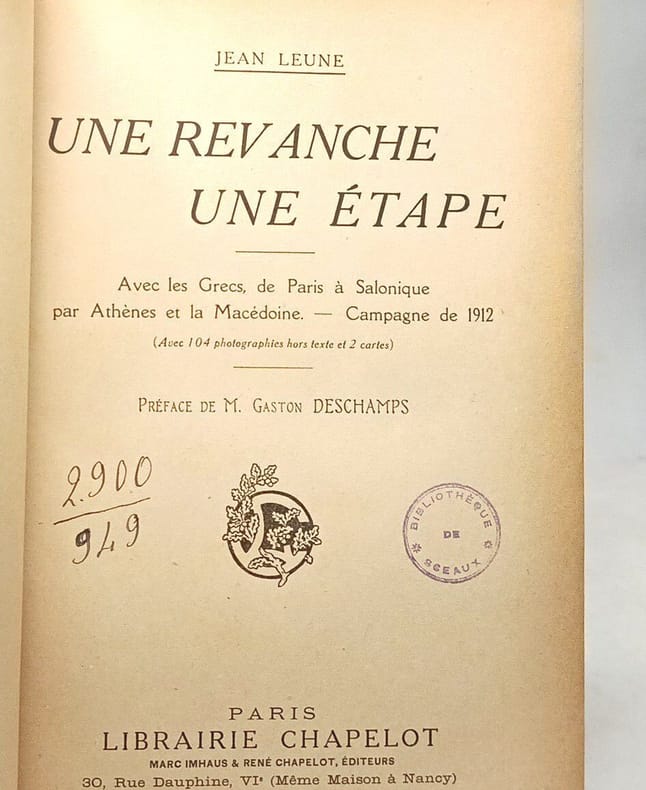 JEAN LEUNE
UNE REVANCHE
UNE ÉTAPE
Avec les Grecs, de Paris à Salonique
par Athènes et la Macédoine. — Campagne de 1912
(Avec 104 photographies hors texte et 2 cartes)
PRÉFACE DE M. GASTON DESCHAMPS
2.900
949
BIBLIOTHÈQUE
DE
SCEAUX
PARIS
LIBRAIRIE CHAPELOT
MARC IMHAUS & RENÉ CHAPELOT, ÉDITEURS
30, Rue Dauphine, VIᵉ (Même Maison à Nancy)